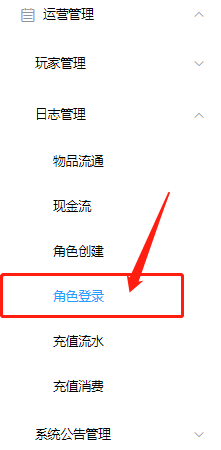 运营管理
玩家管理
日志管理
物品流通
现金流
角色创建
角色登录
充值流水
充值消费
系统公告管理